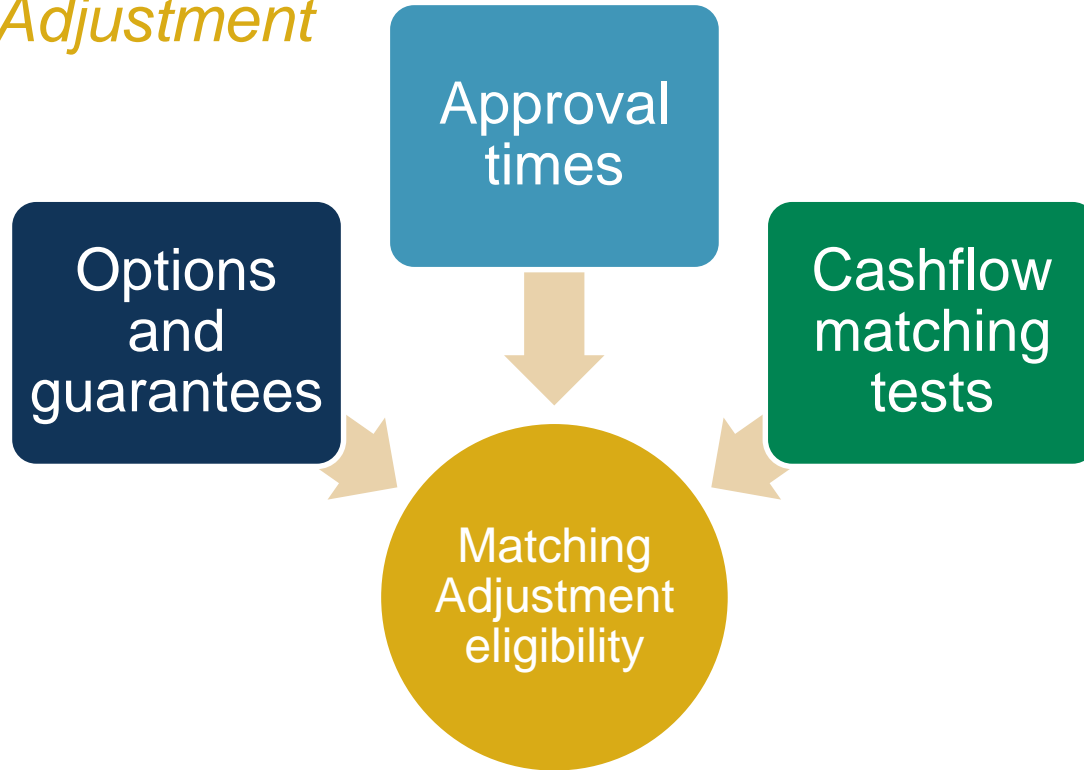 Adjustment
Approval
times
Options
and
guarantees
Cashflow
matching
tests
Matching
Adjustment
eligibility